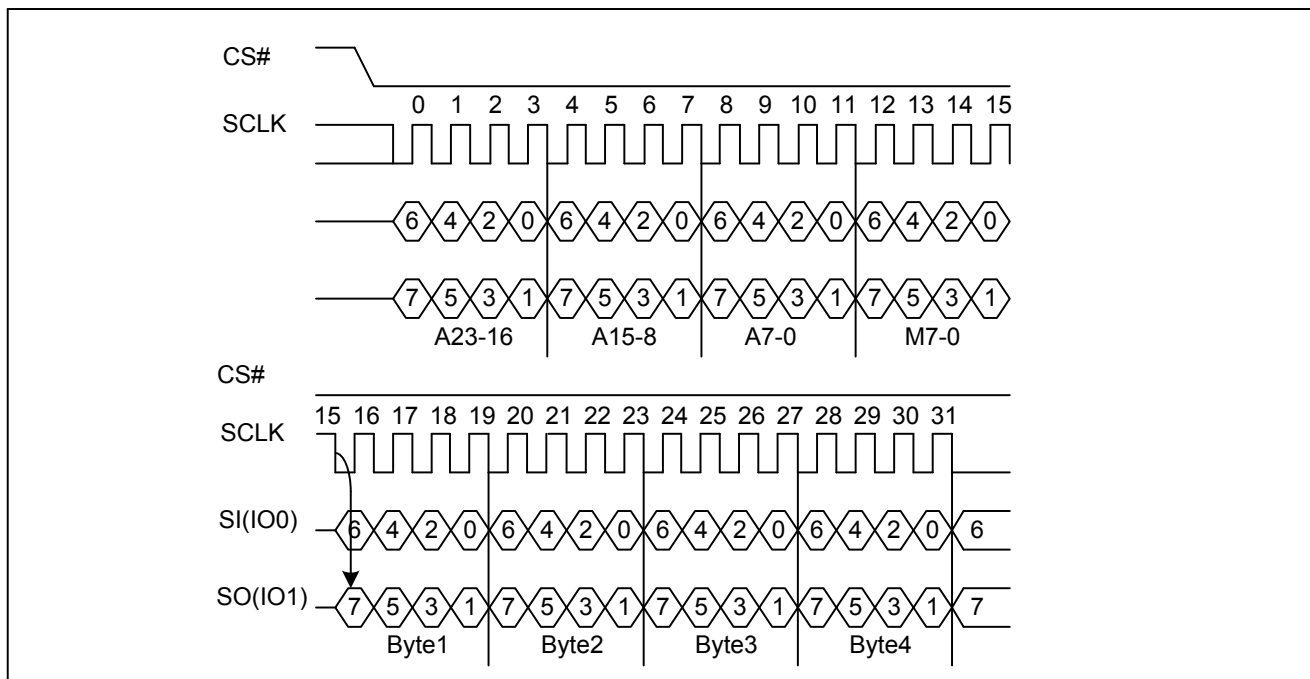 CS#
0 1 2 3 4 5 6 7 8 9 10 11 12 13 14 15
SCLK
6 4 2 0 6 4 2 0 6 4 2 0 6 4 2 0
7 5 3 1 7 5 3 1 7 5 3 1 7 5 3 1
A23-16 A15-8 A7-0 M7-0
CS#
15 16 17 18 19 20 21 22 23 24 25 26 27 28 29 30 31
SCLK
SI(IO0) 6 4 2 0 6 4 2 0 6 4 2 0 6 4 2 0 6
SO(IO1) 7 5 3 1 7 5 3 1 7 5 3 1 7 5 3 1 7
Byte1 Byte2 Byte3 Byte4